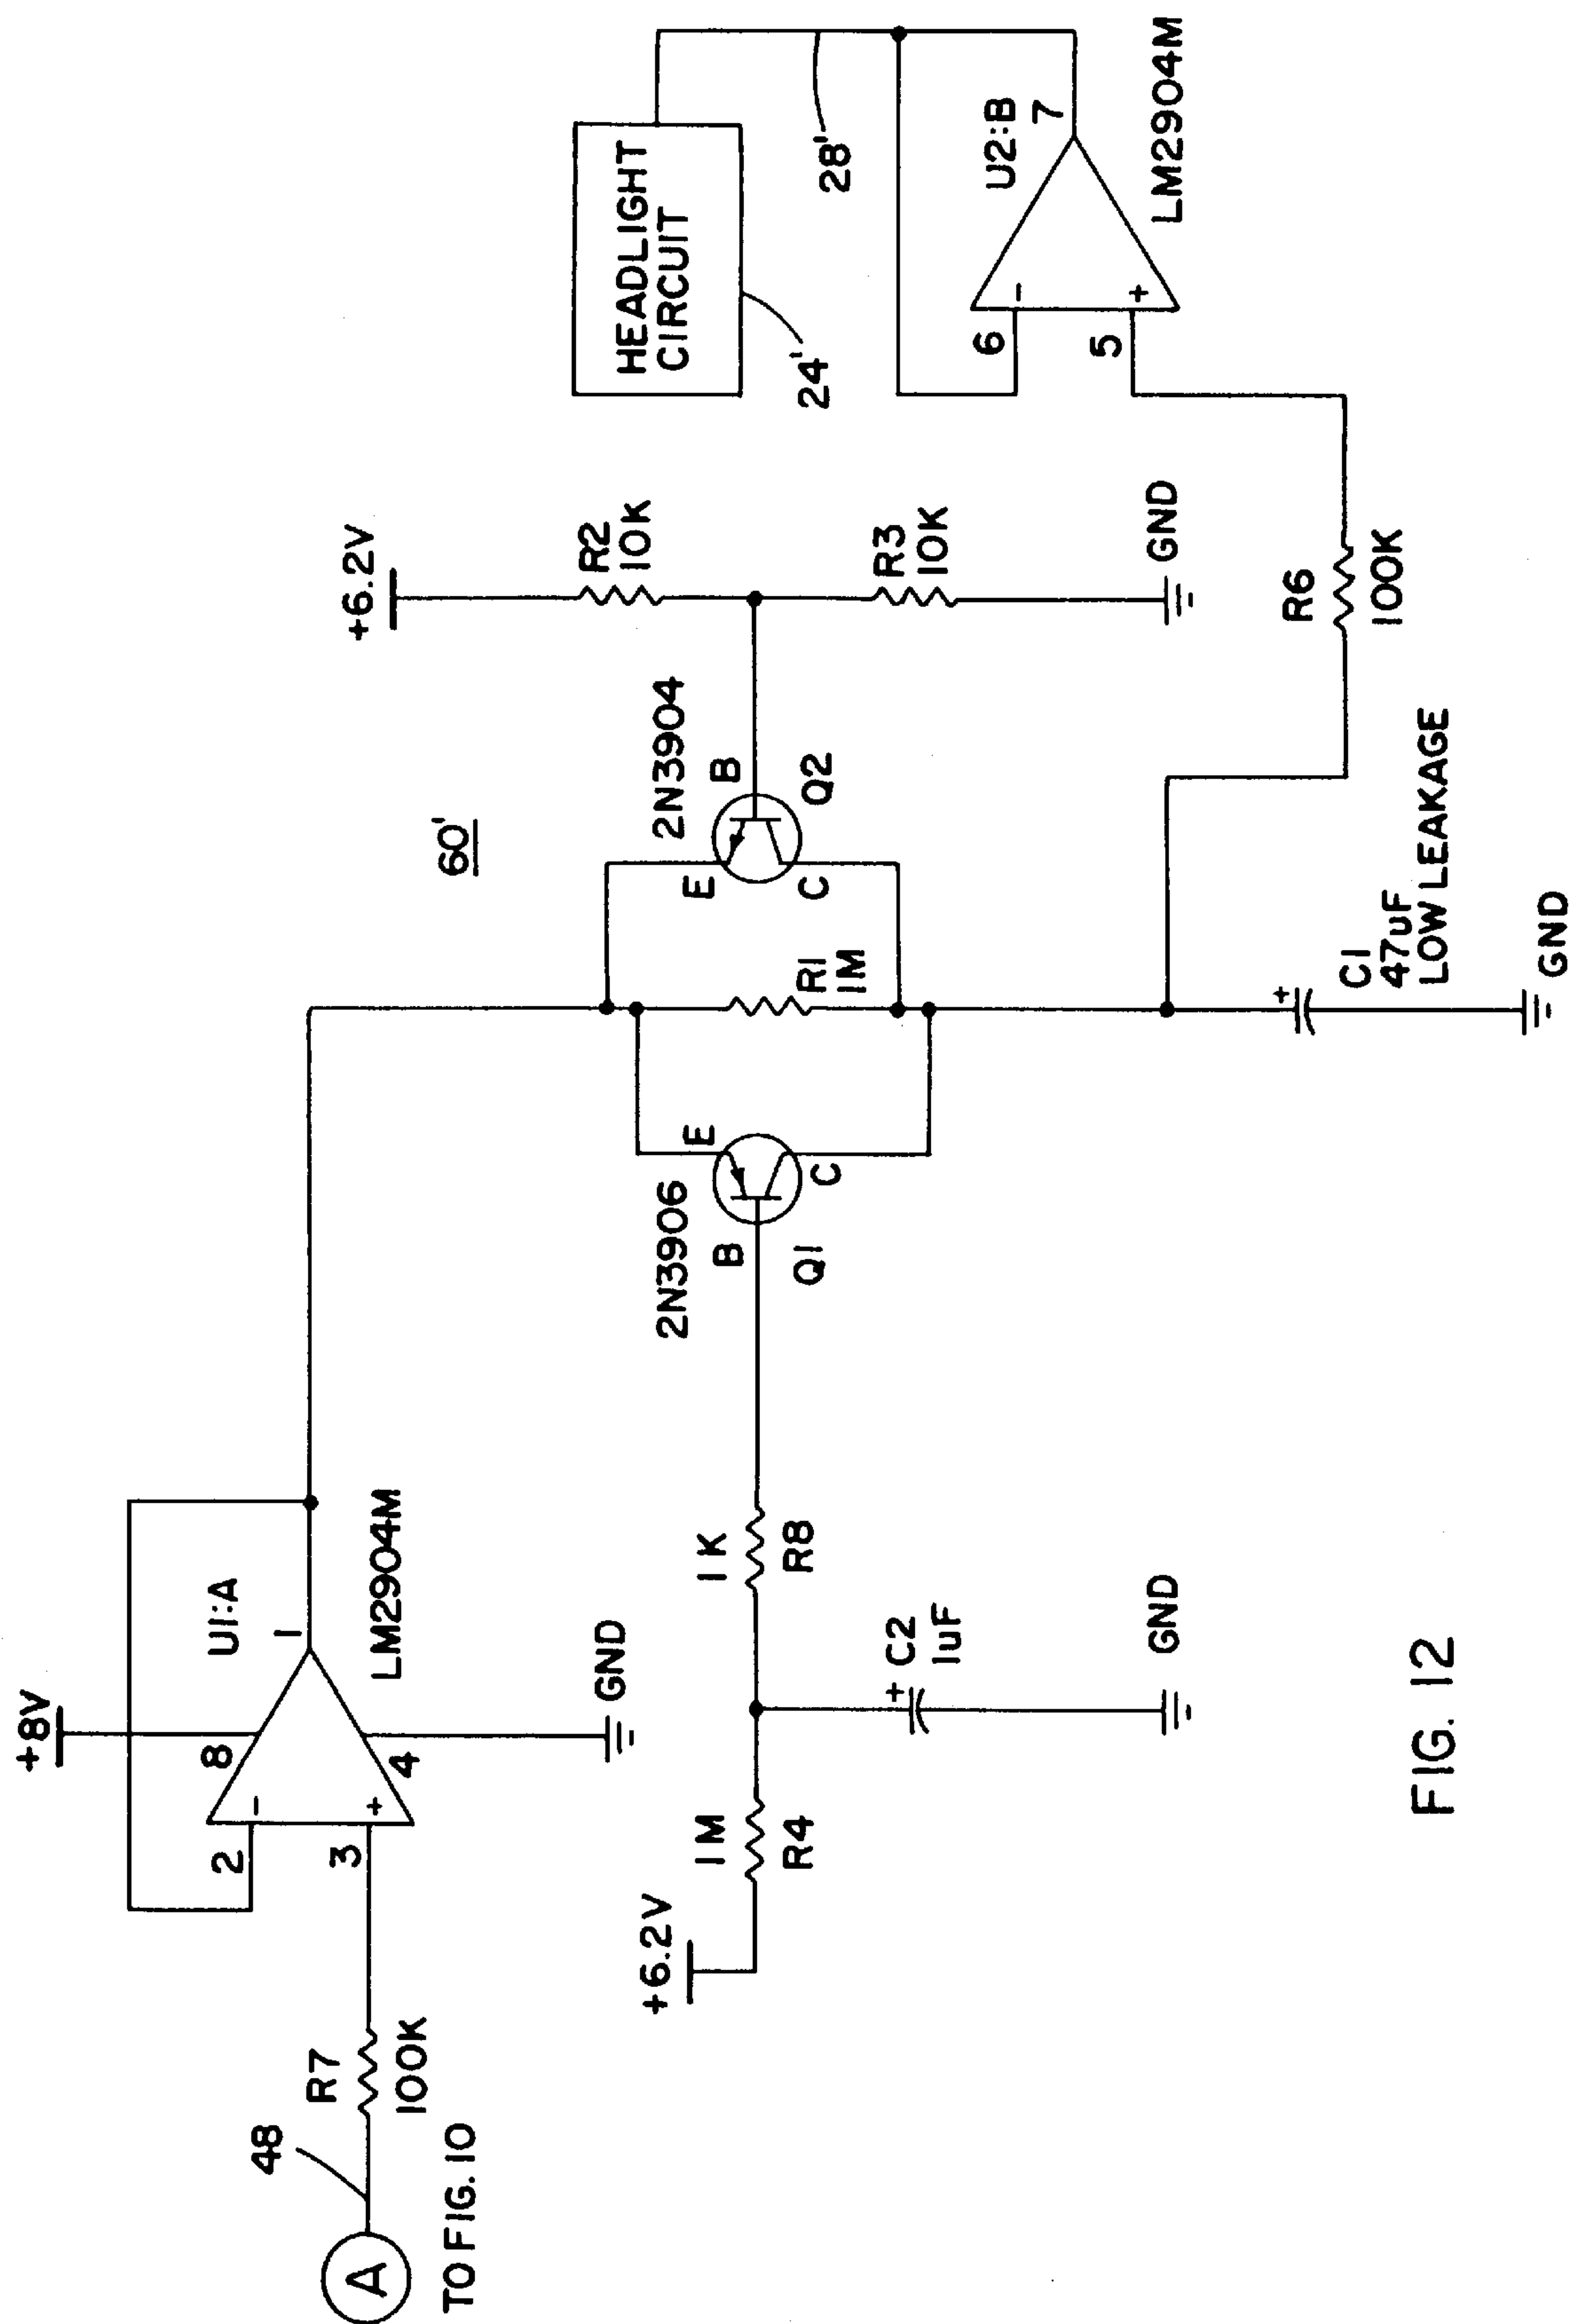 +8V
8
2
-
3
+
4
U1:A
1
LM2904M
GND
48
R7
100K
A
TO FIG. 10
+6.2V
1M
R4
1K
R8
+
C2
1uF
GND
2N3906
B
E
C
Q1
R1
1M
60'
2N3904
B
E
C
Q2
+6.2V
R2
10K
R3
10K
GND
+
C1
47uF
LOW LEAKAGE
GND
R6
100K
HEADLIGHT
CIRCUIT
24'
28'
6
-
5
+
U2:B
7
LM2904M
FIG. 12